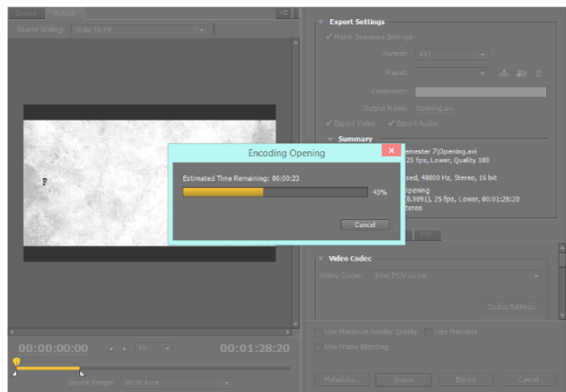 Source
Output
Source Scaling: Scale To Fit
Export Settings
Match Sequence Settings
Format: AVI
Preset:
Comments:
Output Name: Opening.avi
Export Video
Export Audio
Summary
emester 7\Opening.avi
25 fps, Lower, Quality 100
sed, 48000 Hz, Stereo, 16 bit
pening
(0.9091), 25 fps, Lower, 00:01:28:20
tereo
Encoding Opening
Estimated Time Remaining: 00:00:23
43%
Cancel
Video Codec
Video Codec: Intel IYUV codec
Codec Settings
Use Maximum Render Quality
Use Previews
Use Frame Blending
00:00:00:00
Fit
00:01:28:20
Source Range: Work Area
Metadata...
Queue
Export
Cancel